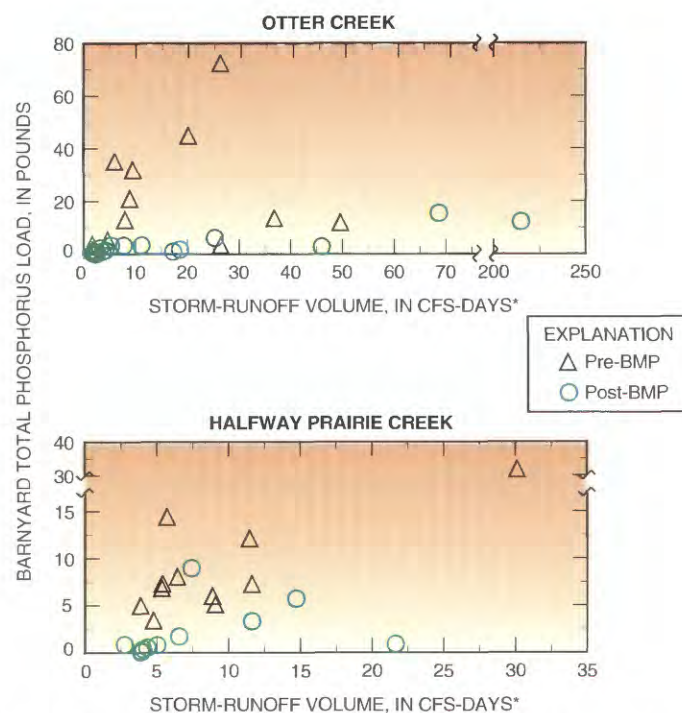 OTTER CREEK
BARNYARD TOTAL PHOSPHORUS LOAD, IN POUNDS
80
60
40
20
0
0 10 20 30 40 50 60 70 200 250
STORM-RUNOFF VOLUME, IN CFS-DAYS*
EXPLANATION
Pre-BMP
Post-BMP
HALFWAY PRAIRIE CREEK
40
30
15
10
5
0
0 5 10 15 20 25 30 35
STORM-RUNOFF VOLUME, IN CFS-DAYS*